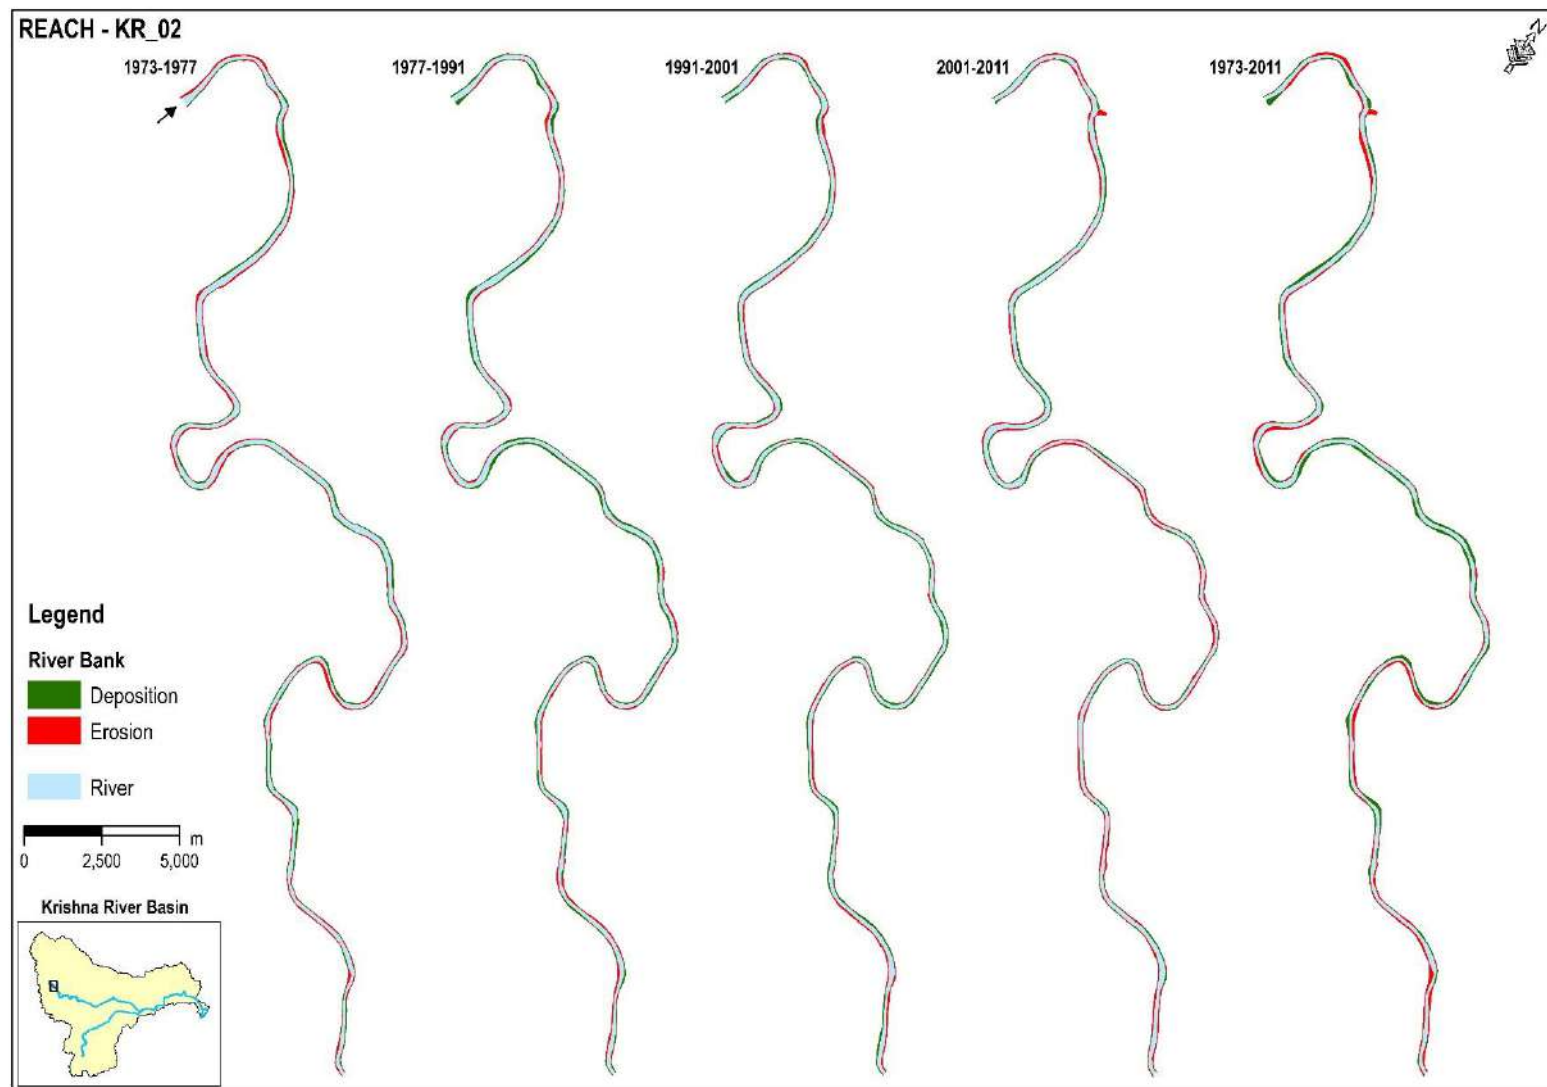 REACH - KR_02
1973-1977
1977-1991
1991-2001
2001-2011
1973-2011
N
Legend
River Bank
Deposition
Erosion
River
m
0 2,500 5,000
Krishna River Basin